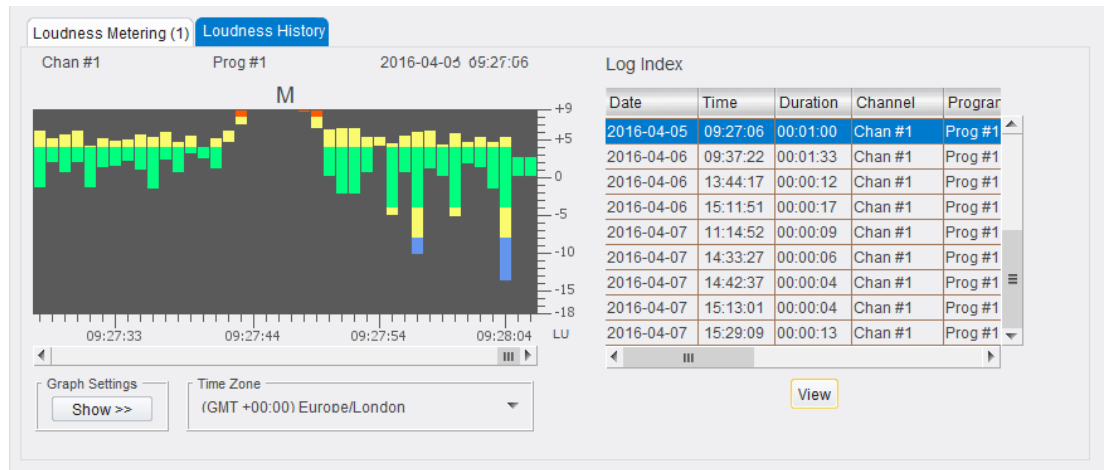 Loudness Metering (1) Loudness History
Chan #1 Prog #1 2016-04-05 09:27:06
M
+9
+5
0
-5
-10
-15
-18
09:27:33 09:27:44 09:27:54 09:28:04 LU
Graph Settings
Show >>
Time Zone
(GMT +00:00) Europe/London
Log Index
Date Time Duration Channel Prograr
2016-04-05 09:27:06 00:01:00 Chan #1 Prog #1
2016-04-06 09:37:22 00:01:33 Chan #1 Prog #1
2016-04-06 13:44:17 00:00:12 Chan #1 Prog #1
2016-04-06 15:11:51 00:00:17 Chan #1 Prog #1
2016-04-07 11:14:52 00:00:09 Chan #1 Prog #1
2016-04-07 14:33:27 00:00:06 Chan #1 Prog #1
2016-04-07 14:42:37 00:00:04 Chan #1 Prog #1
2016-04-07 15:13:01 00:00:04 Chan #1 Prog #1
2016-04-07 15:29:09 00:00:13 Chan #1 Prog #1
View